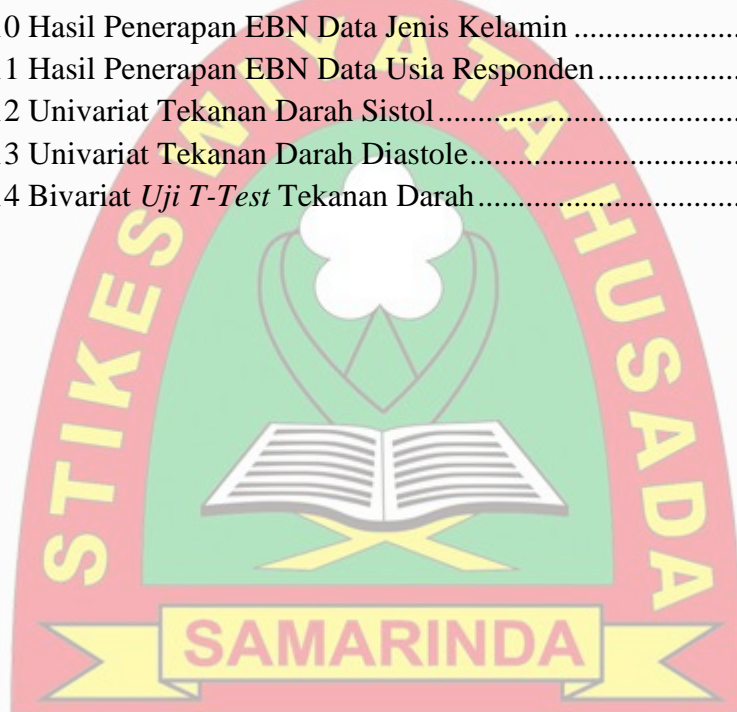 0 Hasil Penerapan EBN Data Jenis Kelamin ......................
1 Hasil Penerapan EBN Data Usia Responden ...................
2 Univariat Tekanan Darah Sistol ......................................
3 Univariat Tekanan Darah Diastole .................................
4 Bivariat Uji T-Test Tekanan Darah ................................
STIKES WIYATA HUSADA
SAMARINDA